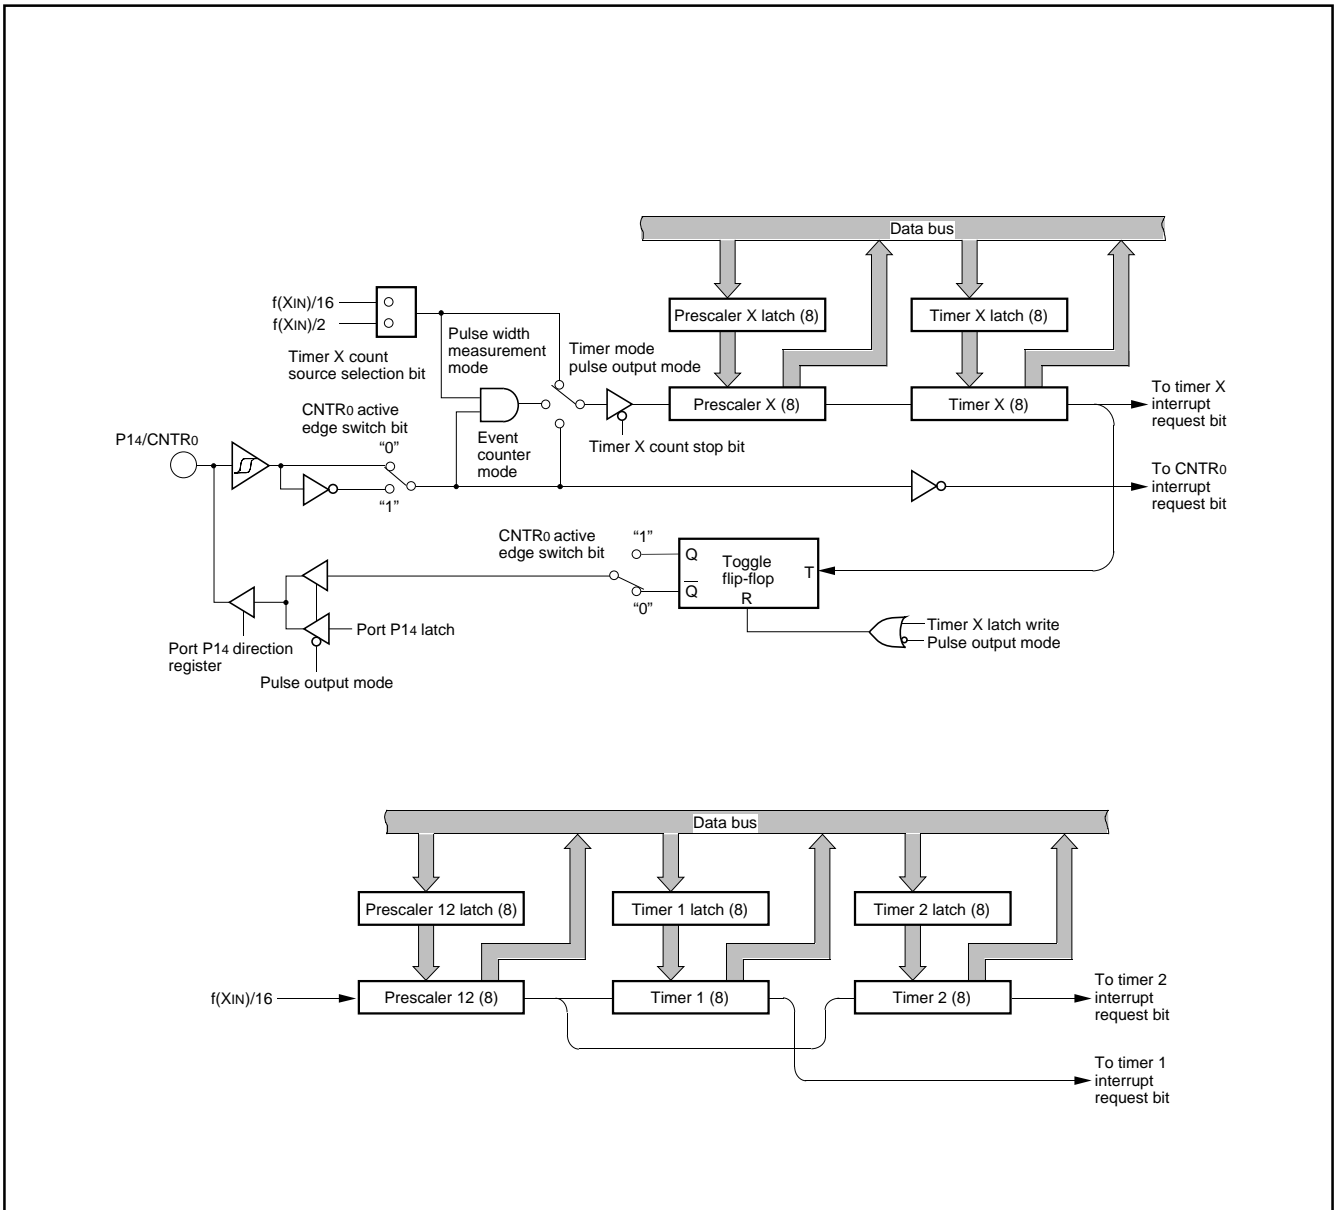 Data bus
f(XIN)/16
f(XIN)/2
Prescaler X latch (8)
Timer X latch (8)
Pulse width
measurement
mode
Timer mode
pulse output mode
Timer X count
source selection bit
Prescaler X (8)
Timer X (8)
To timer X
interrupt
request bit
CNTR0 active
edge switch bit
Event
counter
mode
Timer X count stop bit
P14/CNTR0
“0”
“1”
To CNTR0
interrupt
request bit
CNTR0 active
edge switch bit
“1”
“0”
Q
Q
Toggle
flip-flop
T
R
Port P14 latch
Timer X latch write
Pulse output mode
Port P14 direction
register
Pulse output mode
Data bus
Prescaler 12 latch (8)
Timer 1 latch (8)
Timer 2 latch (8)
f(XIN)/16
Prescaler 12 (8)
Timer 1 (8)
Timer 2 (8)
To timer 2
interrupt
request bit
To timer 1
interrupt
request bit